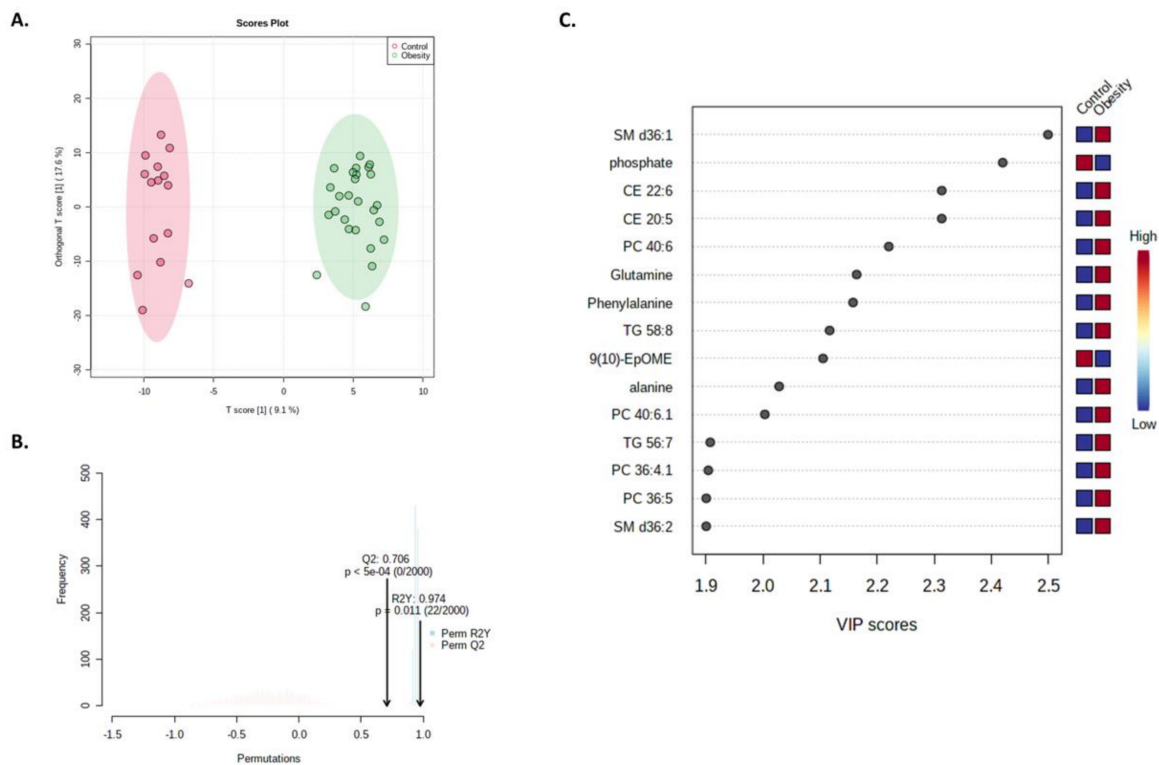 A.
Scores Plot
Control
Obesity
Orthogonal T score [1] ( 17.6 %)
30
20
10
0
-10
-20
-30
-10
-5
0
5
10
T score [1] ( 9.1 %)
B.
Frequency
500
400
300
200
100
0
Q2: 0.706
p < 5e-04 (0/2000)
R2Y: 0.974
p = 0.011 (22/2000)
Perm R2Y
Perm Q2
-1.5
-1.0
-0.5
0.0
0.5
1.0
Permutations
C.
Control
Obesity
SM d36:1
phosphate
CE 22:6
CE 20:5
PC 40:6
Glutamine
Phenylalanine
TG 58:8
9(10)-EpOME
alanine
PC 40:6.1
TG 56:7
PC 36:4.1
PC 36:5
SM d36:2
1.9
2.0
2.1
2.2
2.3
2.4
2.5
VIP scores
High
Low